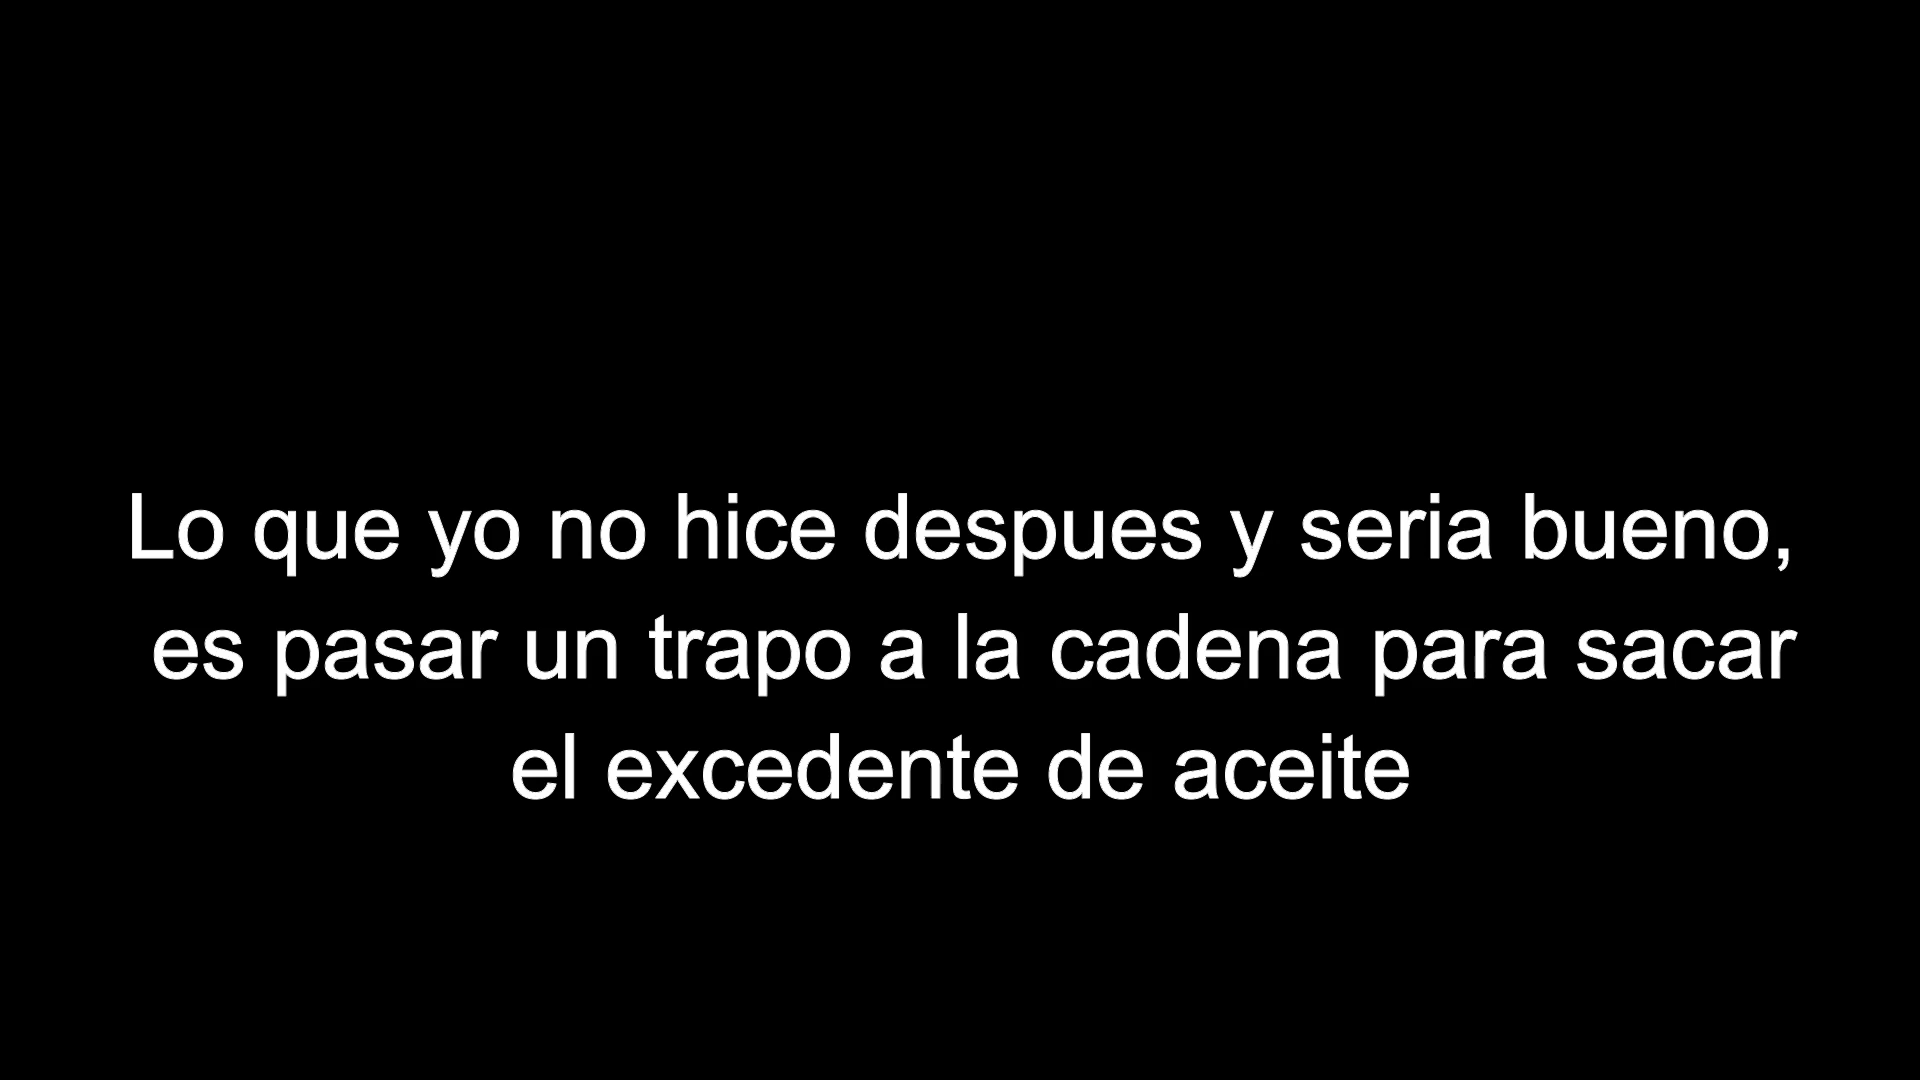 Lo que yo no hice despues y seria bueno,
es pasar un trapo a la cadena para sacar
el excedente de aceite